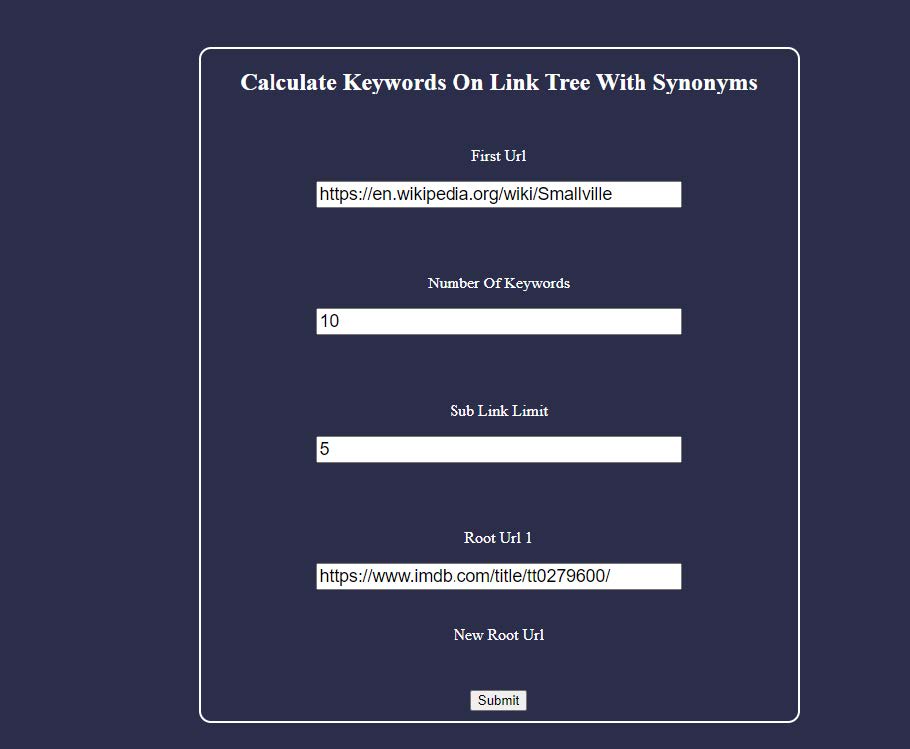 Calculate Keywords On Link Tree With Synonyms
First Url
https://en.wikipedia.org/wiki/Smallville
Number Of Keywords
10
Sub Link Limit
5
Root Url 1
https://www.imdb.com/title/tt0279600/
New Root Url
Submit